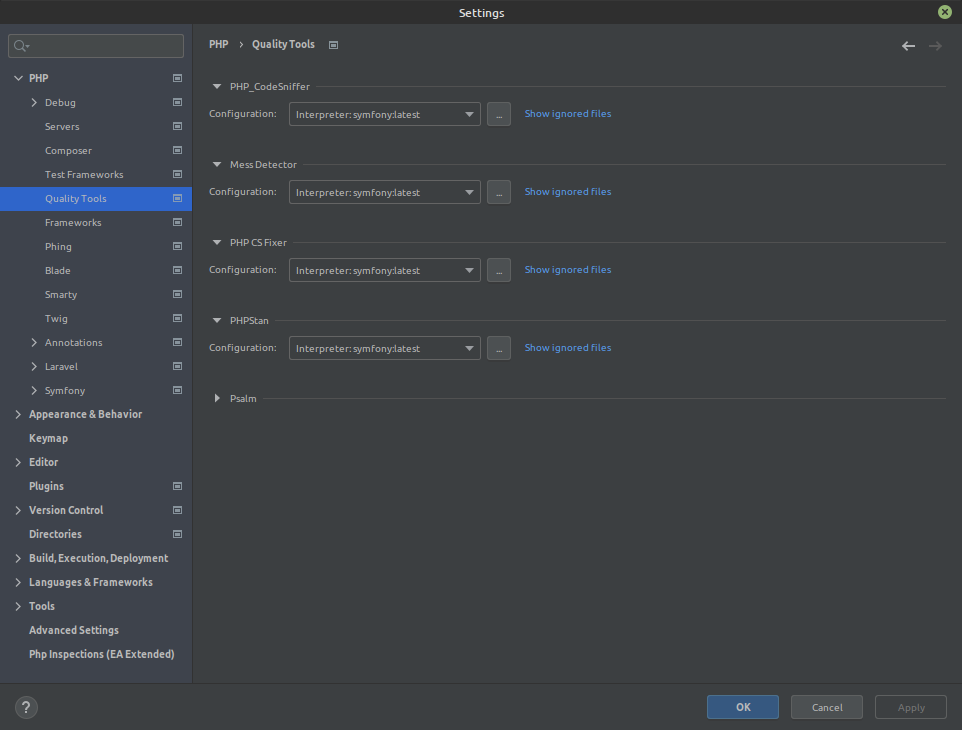 Settings
PHP
Debug
Servers
Composer
Test Frameworks
Quality Tools
Frameworks
Phing
Blade
Smarty
Twig
Annotations
Laravel
Symfony
Appearance & Behavior
Keymap
Editor
Plugins
Version Control
Directories
Build, Execution, Deployment
Languages & Frameworks
Tools
Advanced Settings
Php Inspections (EA Extended)
PHP › Quality Tools
PHP_CodeSniffer
Configuration: Interpreter: symfony:latest ... Show ignored files
Mess Detector
Configuration: Interpreter: symfony:latest ... Show ignored files
PHP CS Fixer
Configuration: Interpreter: symfony:latest ... Show ignored files
PHPStan
Configuration: Interpreter: symfony:latest ... Show ignored files
Psalm
? OK Cancel Apply